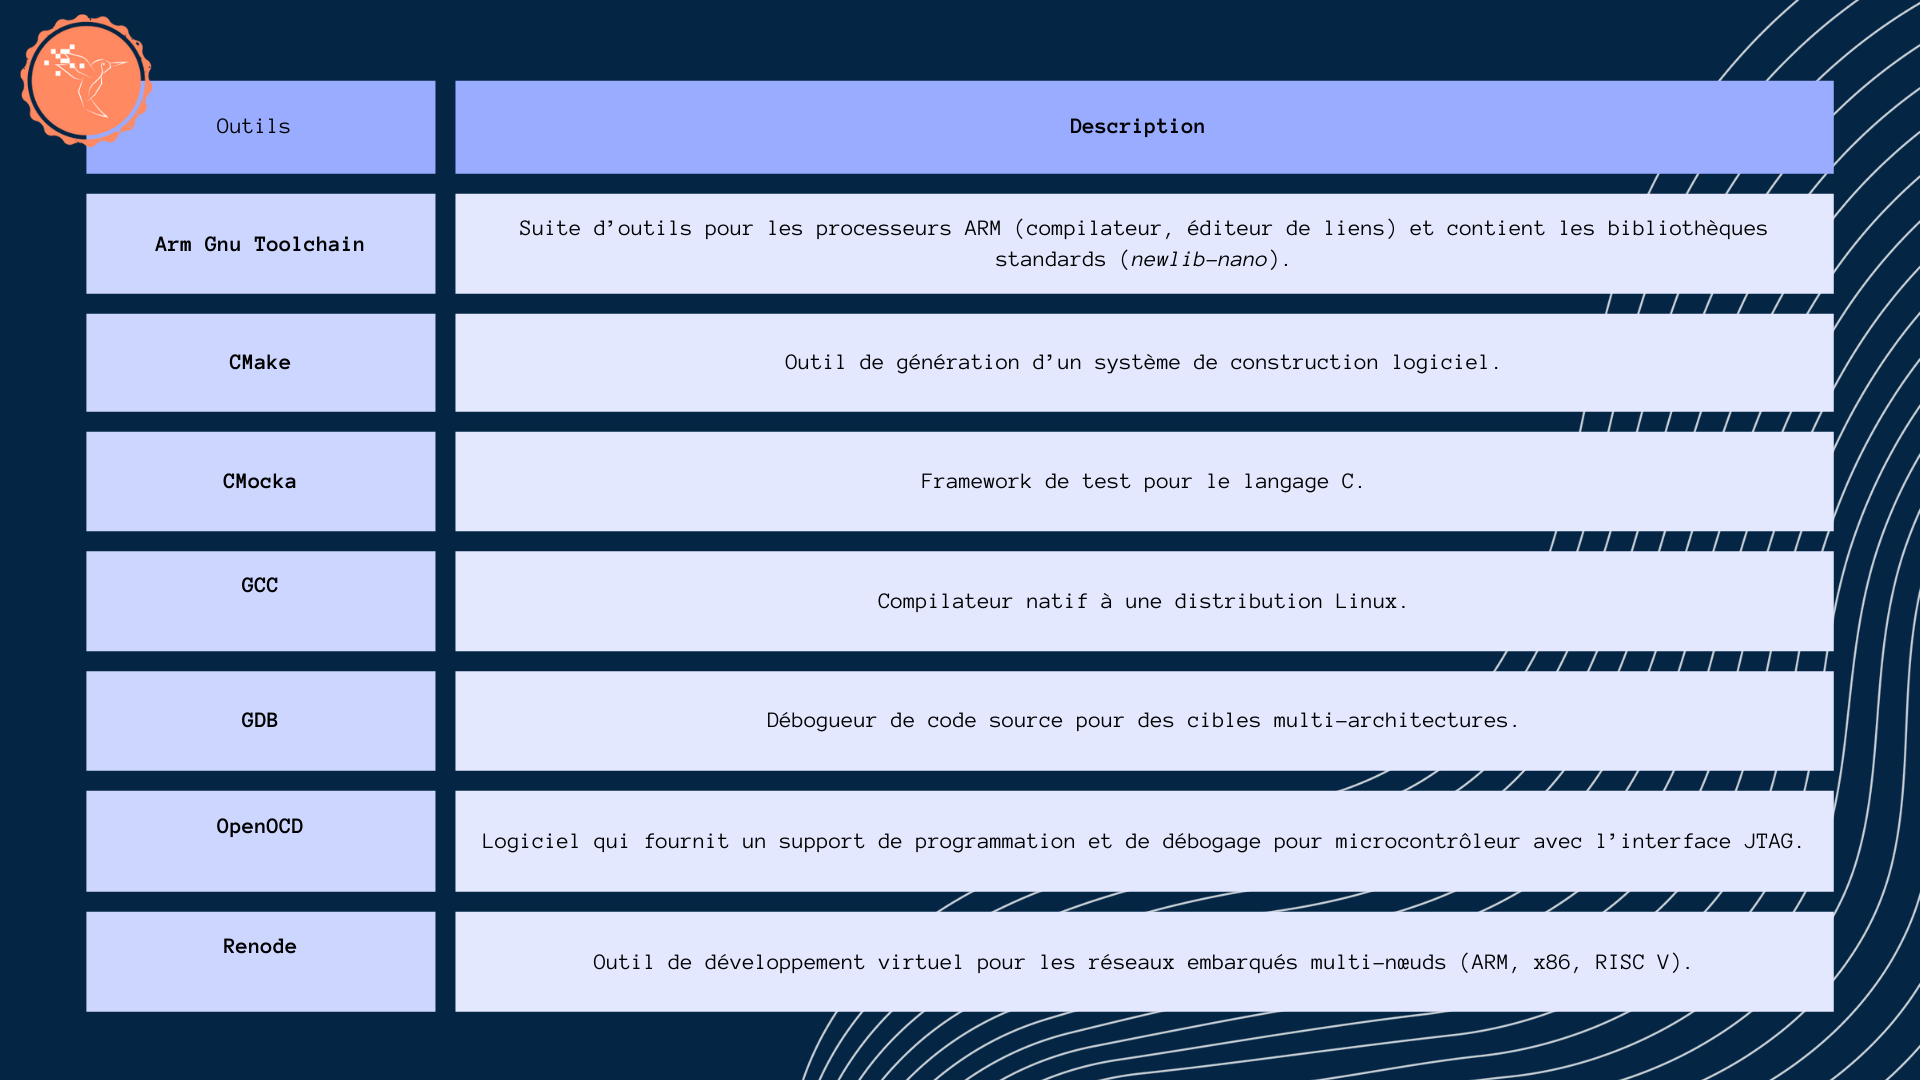 Outils
Description
Arm Gnu Toolchain
Suite d’outils pour les processeurs ARM (compilateur, éditeur de liens) et contient les bibliothèques
standards (newlib-nano).
CMake
Outil de génération d’un système de construction logiciel.
CMocka
Framework de test pour le langage C.
GCC
Compilateur natif à une distribution Linux.
GDB
Débogueur de code source pour des cibles multi-architectures.
OpenOCD
Logiciel qui fournit un support de programmation et de débogage pour microcontrôleur avec l’interface JTAG.
Renode
Outil de développement virtuel pour les réseaux embarqués multi-nœuds (ARM, x86, RISC V).